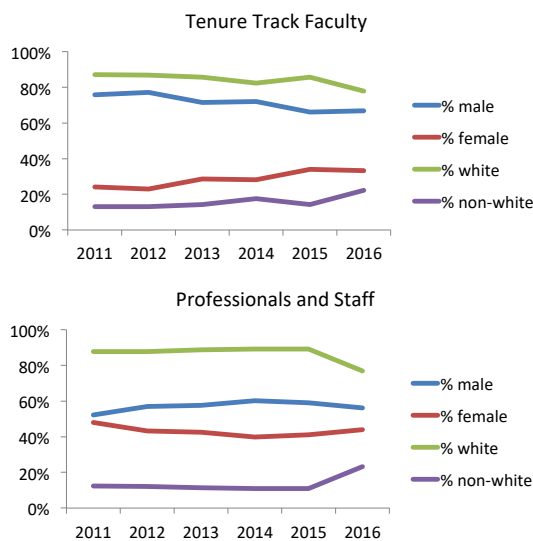 Tenure Track Faculty
100%
80%
60%
40%
20%
0%
2011 2012 2013 2014 2015 2016
% male
% female
% white
% non-white
Professionals and Staff
100%
80%
60%
40%
20%
0%
2011 2012 2013 2014 2015 2016
% male
% female
% white
% non-white